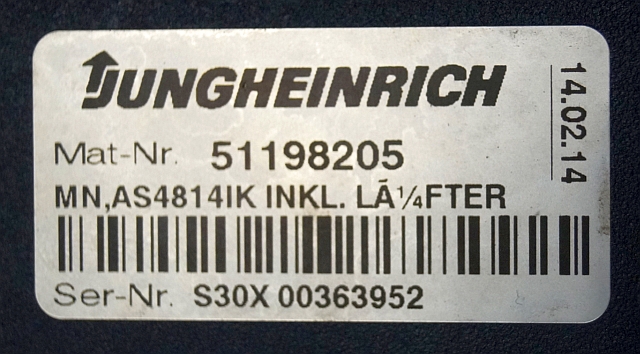 JUNGHEINRICH
14.02.14
Mat-Nr. 51198205
MN,AS4814IK INKL. LÃ¼FTER
Ser-Nr. S30X 00363952